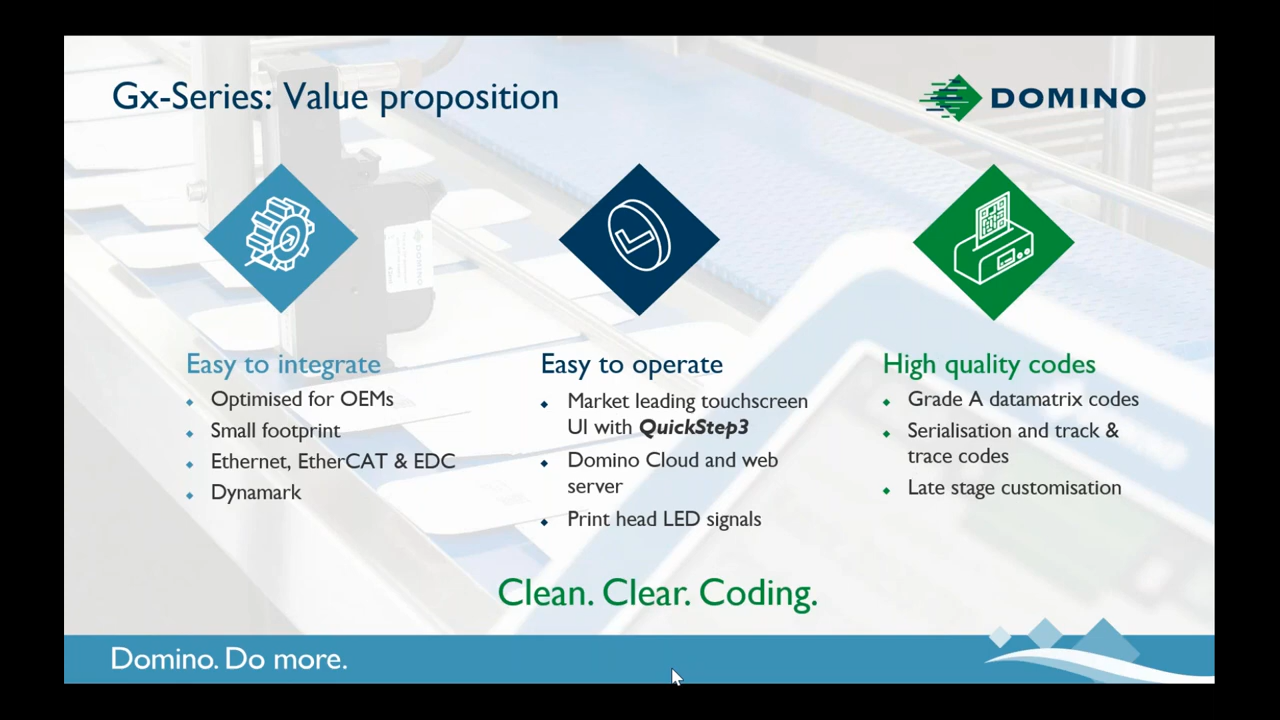 Gx-Series: Value proposition
DOMINO
Easy to integrate
Optimised for OEMs
Small footprint
Ethernet, EtherCAT & EDC
Dynamark
Easy to operate
Market leading touchscreen
UI with QuickStep3
Domino Cloud and web
server
Print head LED signals
High quality codes
Grade A datamatrix codes
Serialisation and track &
trace codes
Late stage customisation
Clean. Clear. Coding.
Domino. Do more.